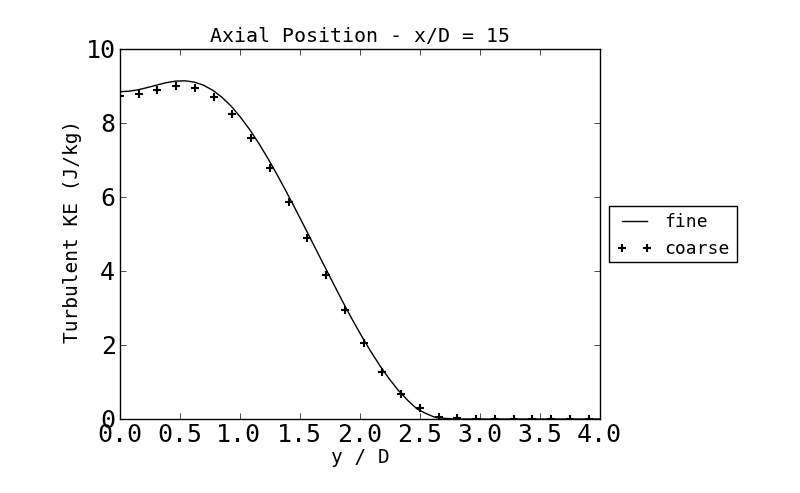 Axial Position - x/D = 15
Turbulent KE (J/kg)
10
8
6
4
2
0
0.0 0.5 1.0 1.5 2.0 2.5 3.0 3.5 4.0
y / D
fine
coarse